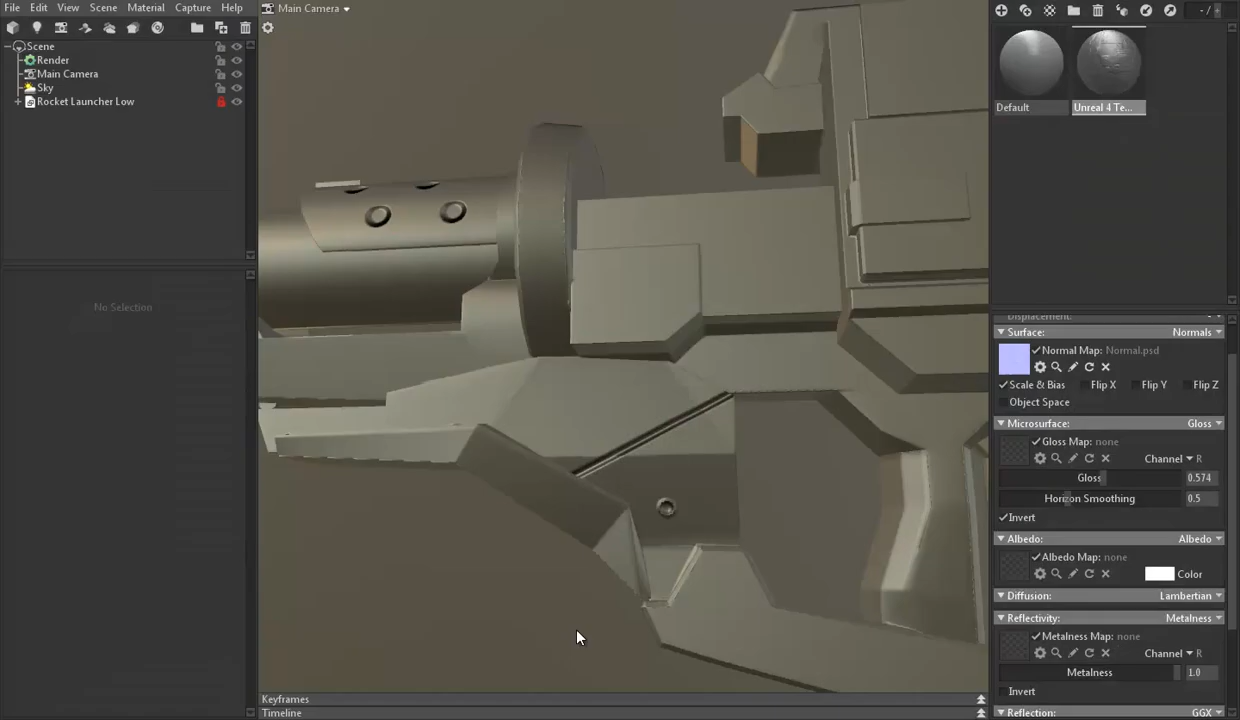 File Edit View Scene Material Capture Help
Main Camera
Scene
Render
Main Camera
Sky
Rocket Launcher Low
No Selection
Keyframes
Timeline
Default
Unreal 4 Te...
Displacement:
Surface: Normals
Normal Map: Normal.psd
Scale & Bias Flip X Flip Y Flip Z
Object Space
Microsurface: Gloss
Gloss Map: none
Channel R
Gloss 0.574
Horizon Smoothing 0.5
Invert
Albedo: Albedo
Albedo Map: none
Color
Diffusion: Lambertian
Reflectivity: Metalness
Metalness Map: none
Channel R
Metalness 1.0
Invert
Reflection: GGX